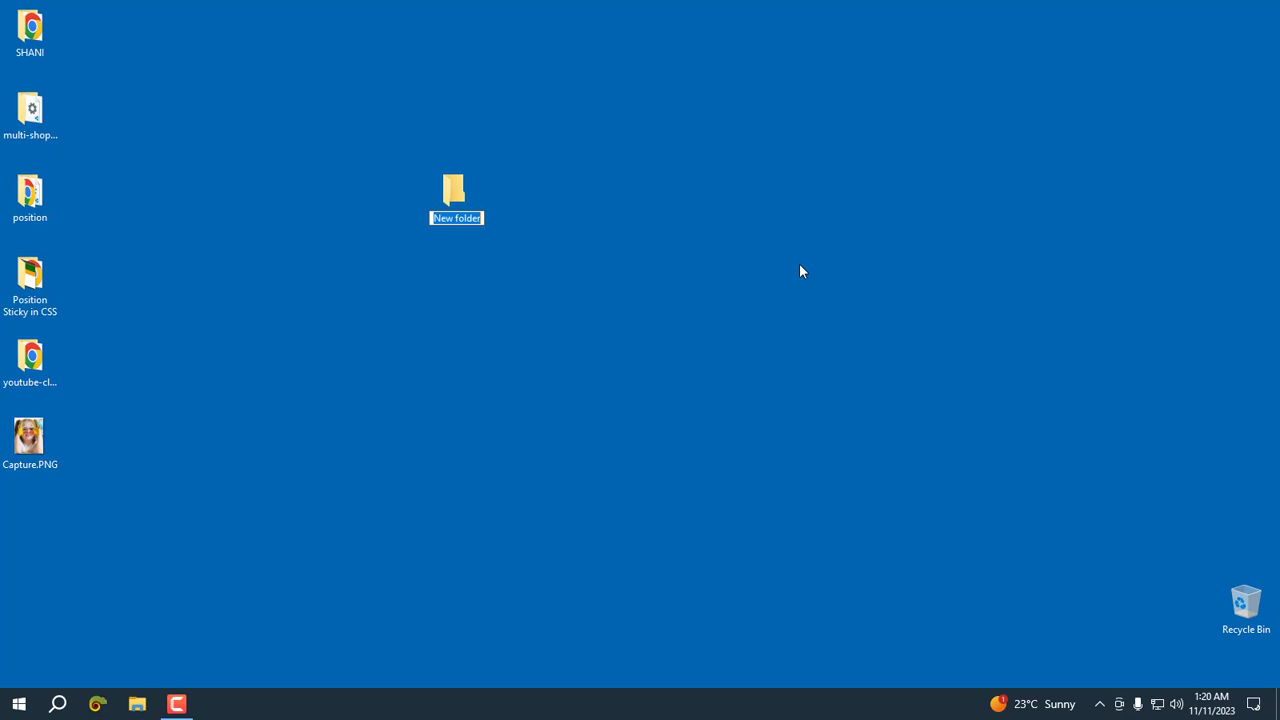 SHANI
multi-shop...
position
Position
Sticky in CSS
youtube-cl...
Capture.PNG
New folder
Recycle Bin
1
23°C Sunny
1:20 AM
11/11/2023